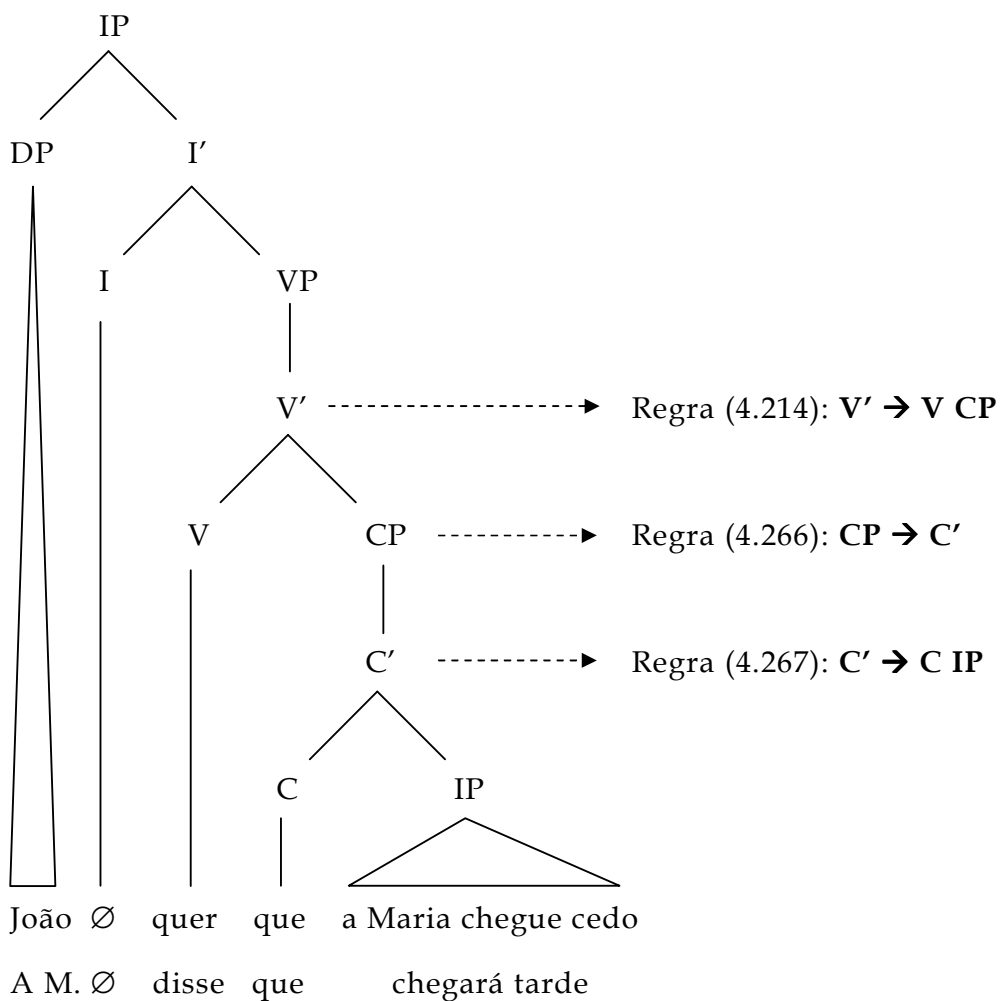 IP
DP I’
I VP
V’ Regra (4.214): V’ → V CP
V CP Regra (4.266): CP → C’
C’ Regra (4.267): C’ → C IP
C IP
João ∅ quer que a Maria chegue cedo
A M. ∅ disse que chegará tarde